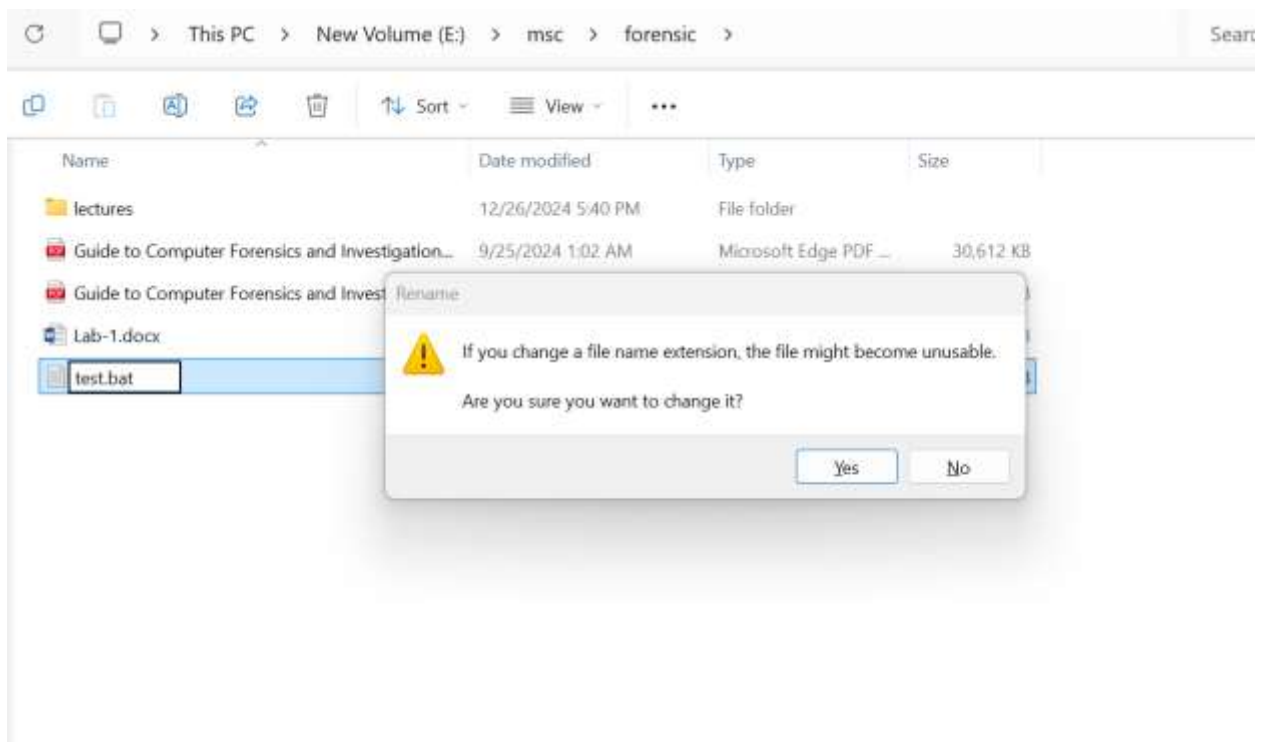 This PC > New Volume (E:) > msc > forensic >
Sear
Sort View
Name Date modified Type Size
lectures 12/26/2024 5:40 PM File folder
Guide to Computer Forensics and Investigation... 9/25/2024 1:02 AM Microsoft Edge PDF ... 30,612 KB
Guide to Computer Forensics and Invest
Lab-1.docx
test.bat
Rename
If you change a file name extension, the file might become unusable.
Are you sure you want to change it?
Yes No